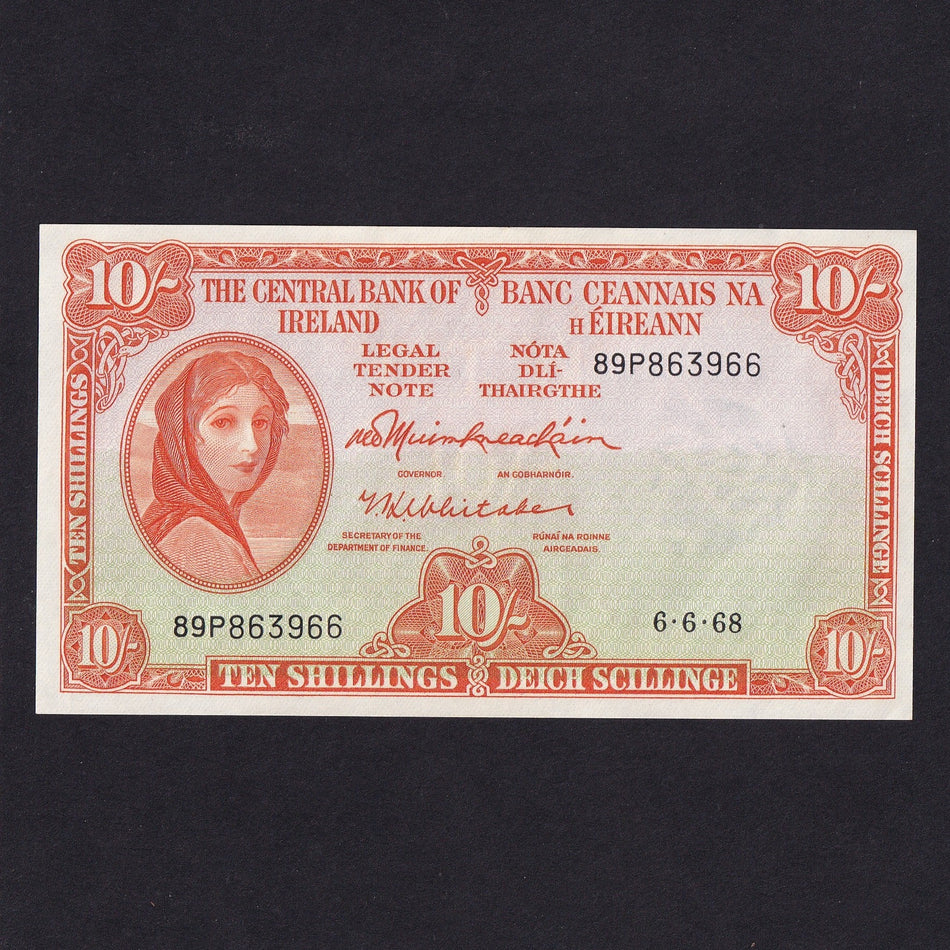 10/-
10/-
THE CENTRAL BANK OF
IRELAND
BANC CEANNAIS NA
H ÉIREANN
LEGAL
TENDER
NOTE
NÓTA
DLÍ-
THAIRGTHE
89P863966
TEN SHILLINGS
DEICH SCILLINGE
GOVERNOR
AN GOBHARNÓIR.
T K Whitaker
SECRETARY OF THE
DEPARTMENT OF FINANCE.
RÚNAÍ NA ROINNE
AIRGEADAIS.
89P863966
10/-
6·6·68
10/-
10/-
TEN SHILLINGS
DEICH SCILLINGE